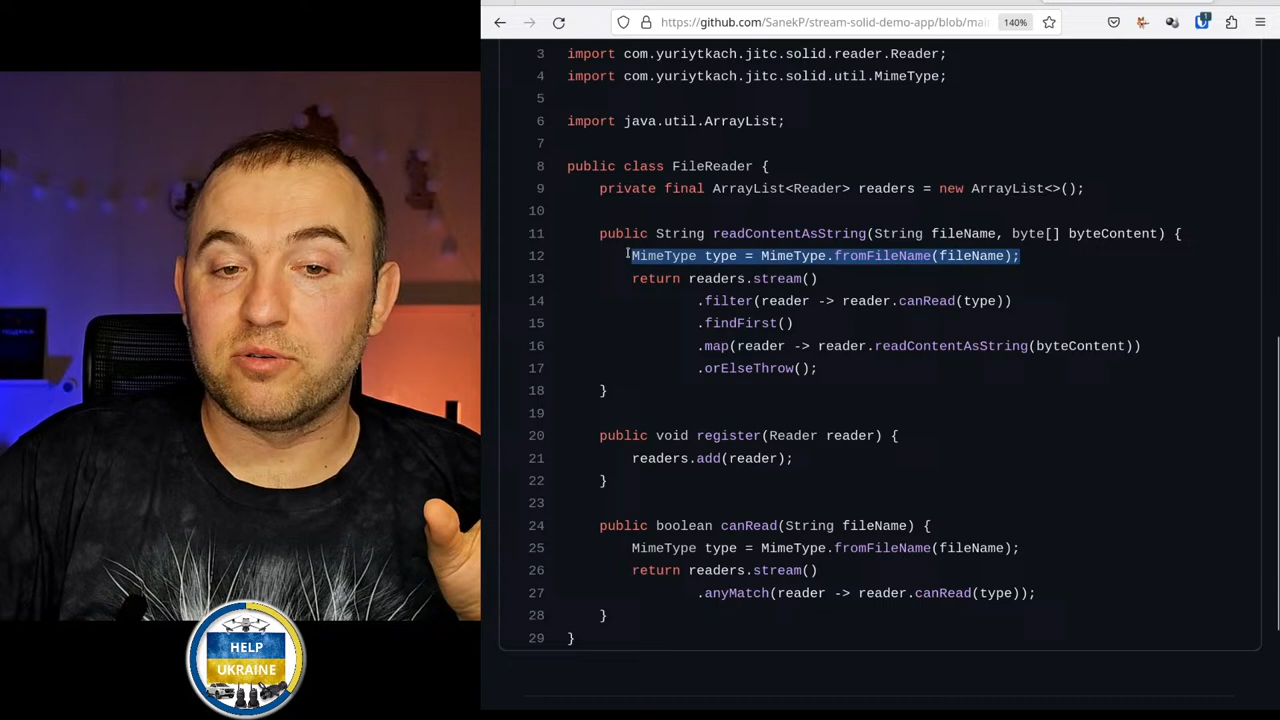 https://github.com/SanekP/stream-solid-demo-app/blob/mai
140%
1
3 import com.yuriytkach.jitc.solid.reader.Reader;
4 import com.yuriytkach.jitc.solid.util.MimeType;
5
6 import java.util.ArrayList;
7
8 public class FileReader {
9 private final ArrayList<Reader> readers = new ArrayList<>();
10
11 public String readContentAsString(String fileName, byte[] byteContent) {
12 MimeType type = MimeType.fromFileName(fileName);
13 return readers.stream()
14 .filter(reader -> reader.canRead(type))
15 .findFirst()
16 .map(reader -> reader.readContentAsString(byteContent))
17 .orElseThrow();
18 }
19
20 public void register(Reader reader) {
21 readers.add(reader);
22 }
23
24 public boolean canRead(String fileName) {
25 MimeType type = MimeType.fromFileName(fileName);
26 return readers.stream()
27 .anyMatch(reader -> reader.canRead(type));
28 }
29 }
HELP
UKRAINE